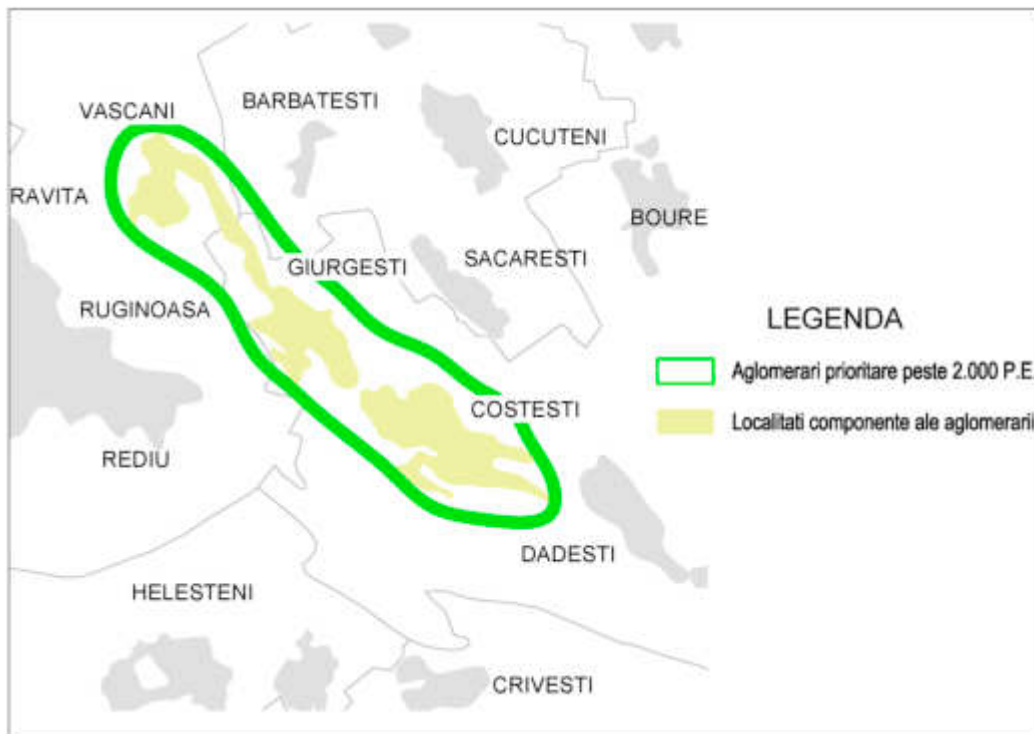 BARBATESTI
VASCANI
CUCUTENI
RAVITA
BOURE
SACARESTI
GIURGESTI
RUGINOASA
LEGENDA
Aglomerari prioritare peste 2.000 P.E
COSTESTI
Localitati componente ale aglomerarii
REDIU
DADESTI
HELESTENI
CRIVESTI